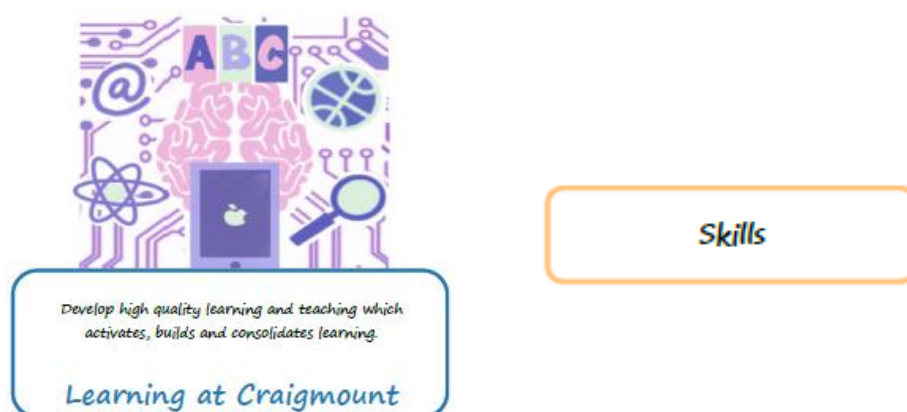 ABC
@
Develop high quality learning and teaching which
activates, builds and consolidates learning.
Learning at Craigmount
Skills